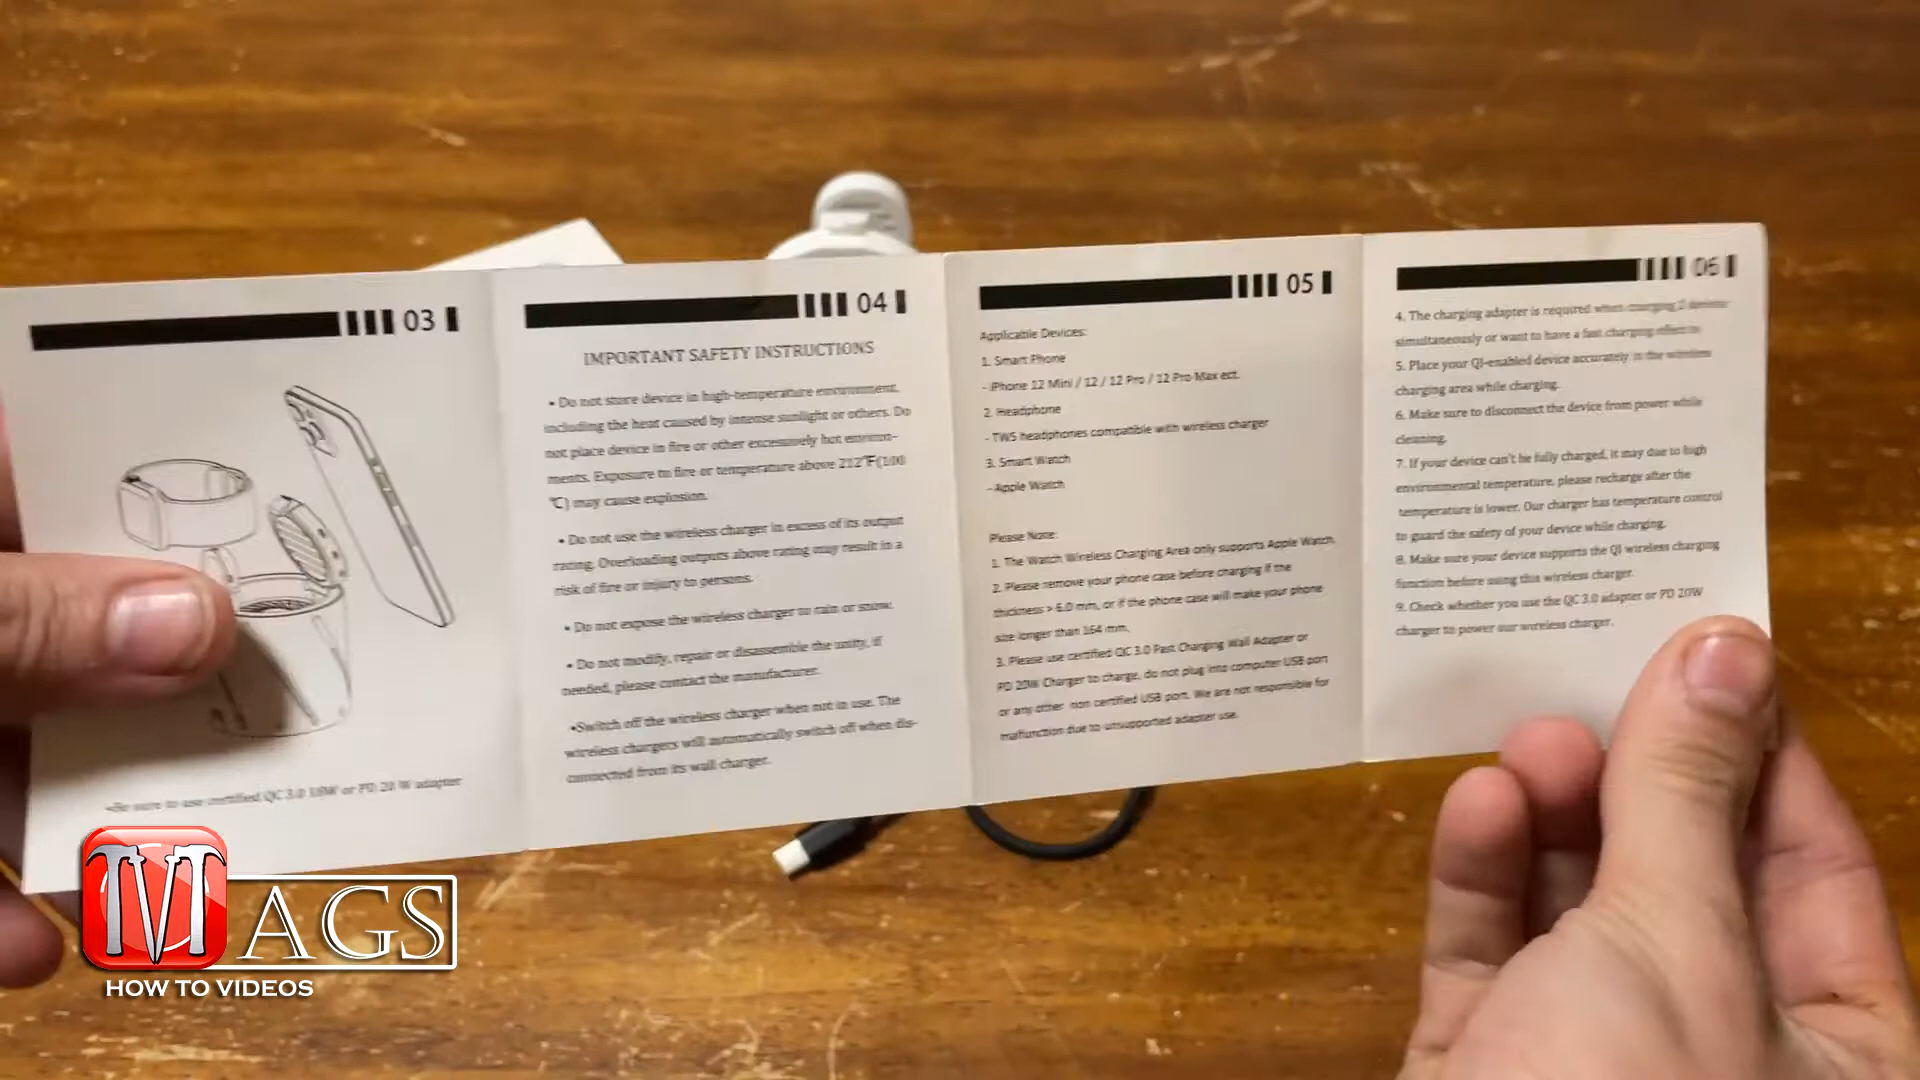 03
•Be sure to use certified QC 3.0 18W or PD 20 W adapter
04
IMPORTANT SAFETY INSTRUCTIONS
• Do not store device in high-temperature environment,
including the heat caused by intense sunlight or others. Do
not place device in fire or other excessively hot environ-
ments. Exposure to fire or temperature above 212℉(100
℃) may cause explosion.
• Do not use the wireless charger in excess of its output
rating. Overloading outputs above rating may result in a
risk of fire or injury to persons.
• Do not expose the wireless charger to rain or snow.
• Do not modify, repair or disassemble the unity, if
needed, please contact the manufacturer.
•Switch off the wireless charger when not in use. The
wireless chargers will automatically switch off when dis-
connected from its wall charger.
05
Applicable Devices:
1. Smart Phone
- iPhone 12 Mini / 12 / 12 Pro / 12 Pro Max ect.
2. Headphone
- TWS headphones compatible with wireless charger
3. Smart Watch
- Apple Watch
Please Note:
1. The Watch Wireless Charging Area only supports Apple Watch.
2. Please remove your phone case before charging if the
thickness > 6.0 mm, or if the phone case will make your phone
size longer than 164 mm.
3. Please use certified QC 3.0 Fast Charging Wall Adapter or
PD 20W Charger to charge, do not plug into computer USB port
or any other non certified USB port. We are not responsible for
malfunction due to unsupported adapter use.
06
4. The charging adapter is required when charging 2 devices
simultaneously or want to have a fast charging effect is
5. Place your QI-enabled device accurately in the wireless
charging area while charging.
6. Make sure to disconnect the device from power while
cleaning.
7. If your device can't be fully charged, it may due to high
environmental temperature, please recharge after the
temperature is lower. Our charger has temperature control
to guard the safety of your device while charging.
8. Make sure your device supports the QI wireless charging
function before using this wireless charger.
9. Check whether you use the QC 3.0 adapter or PD 20W
charger to power our wireless charger.
MAGS
HOW TO VIDEOS